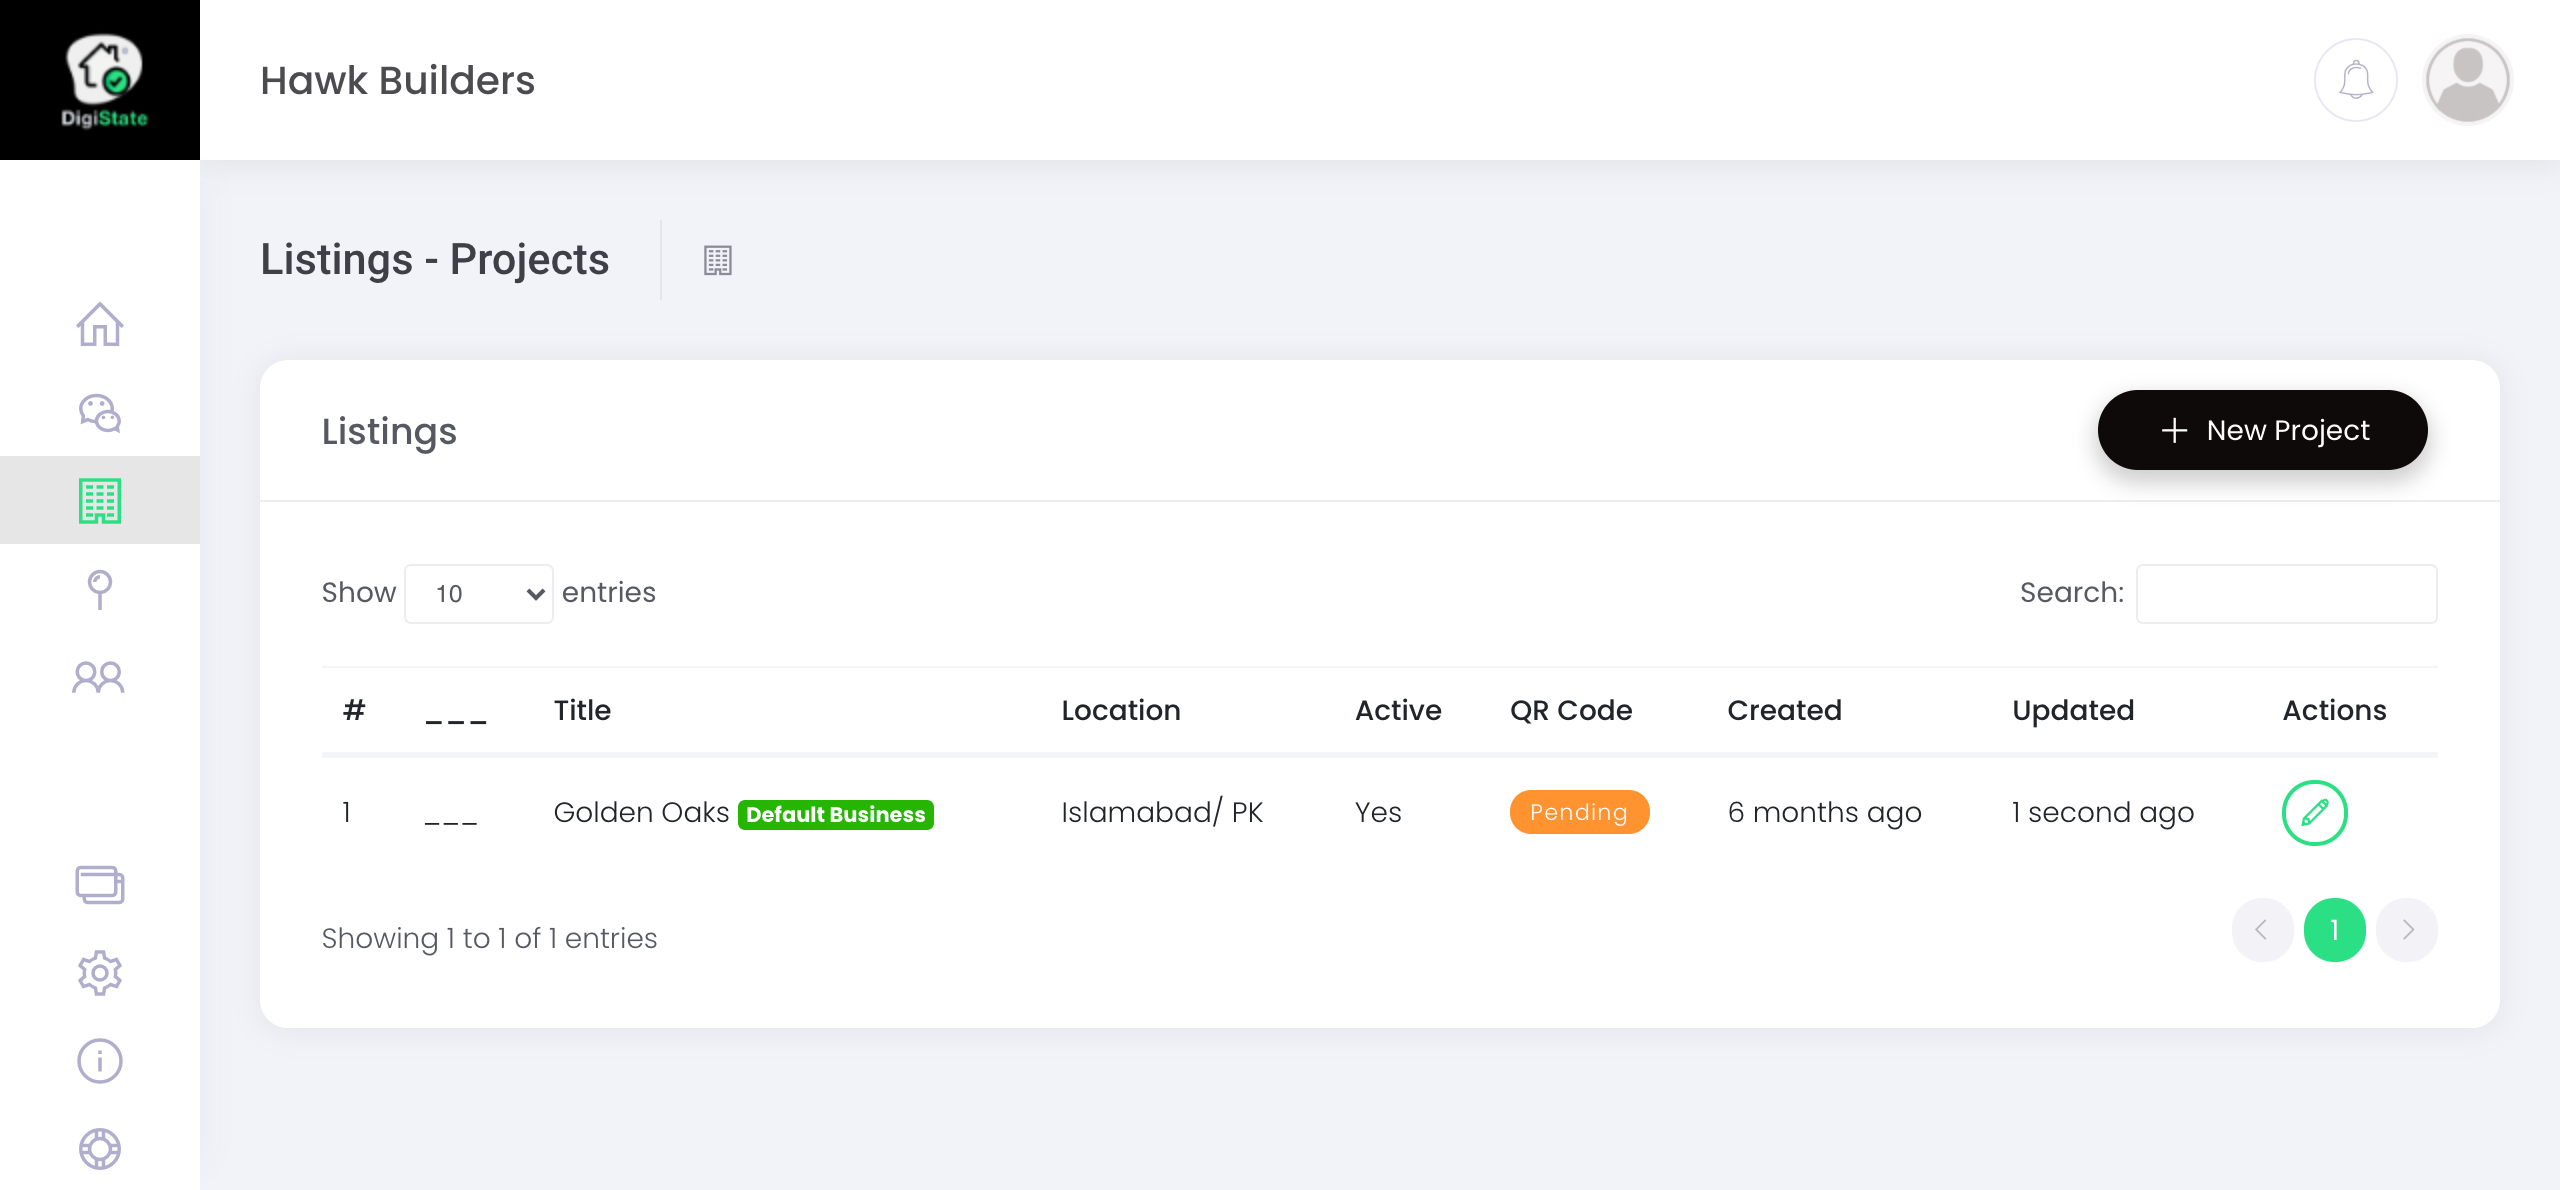 DigiState
Hawk Builders
Listings - Projects
Listings
+ New Project
Show 10 entries
Search:
# ___ Title Location Active QR Code Created Updated Actions
1 ___ Golden Oaks Default Business Islamabad/ PK Yes Pending 6 months ago 1 second ago
Showing 1 to 1 of 1 entries
< 1 >